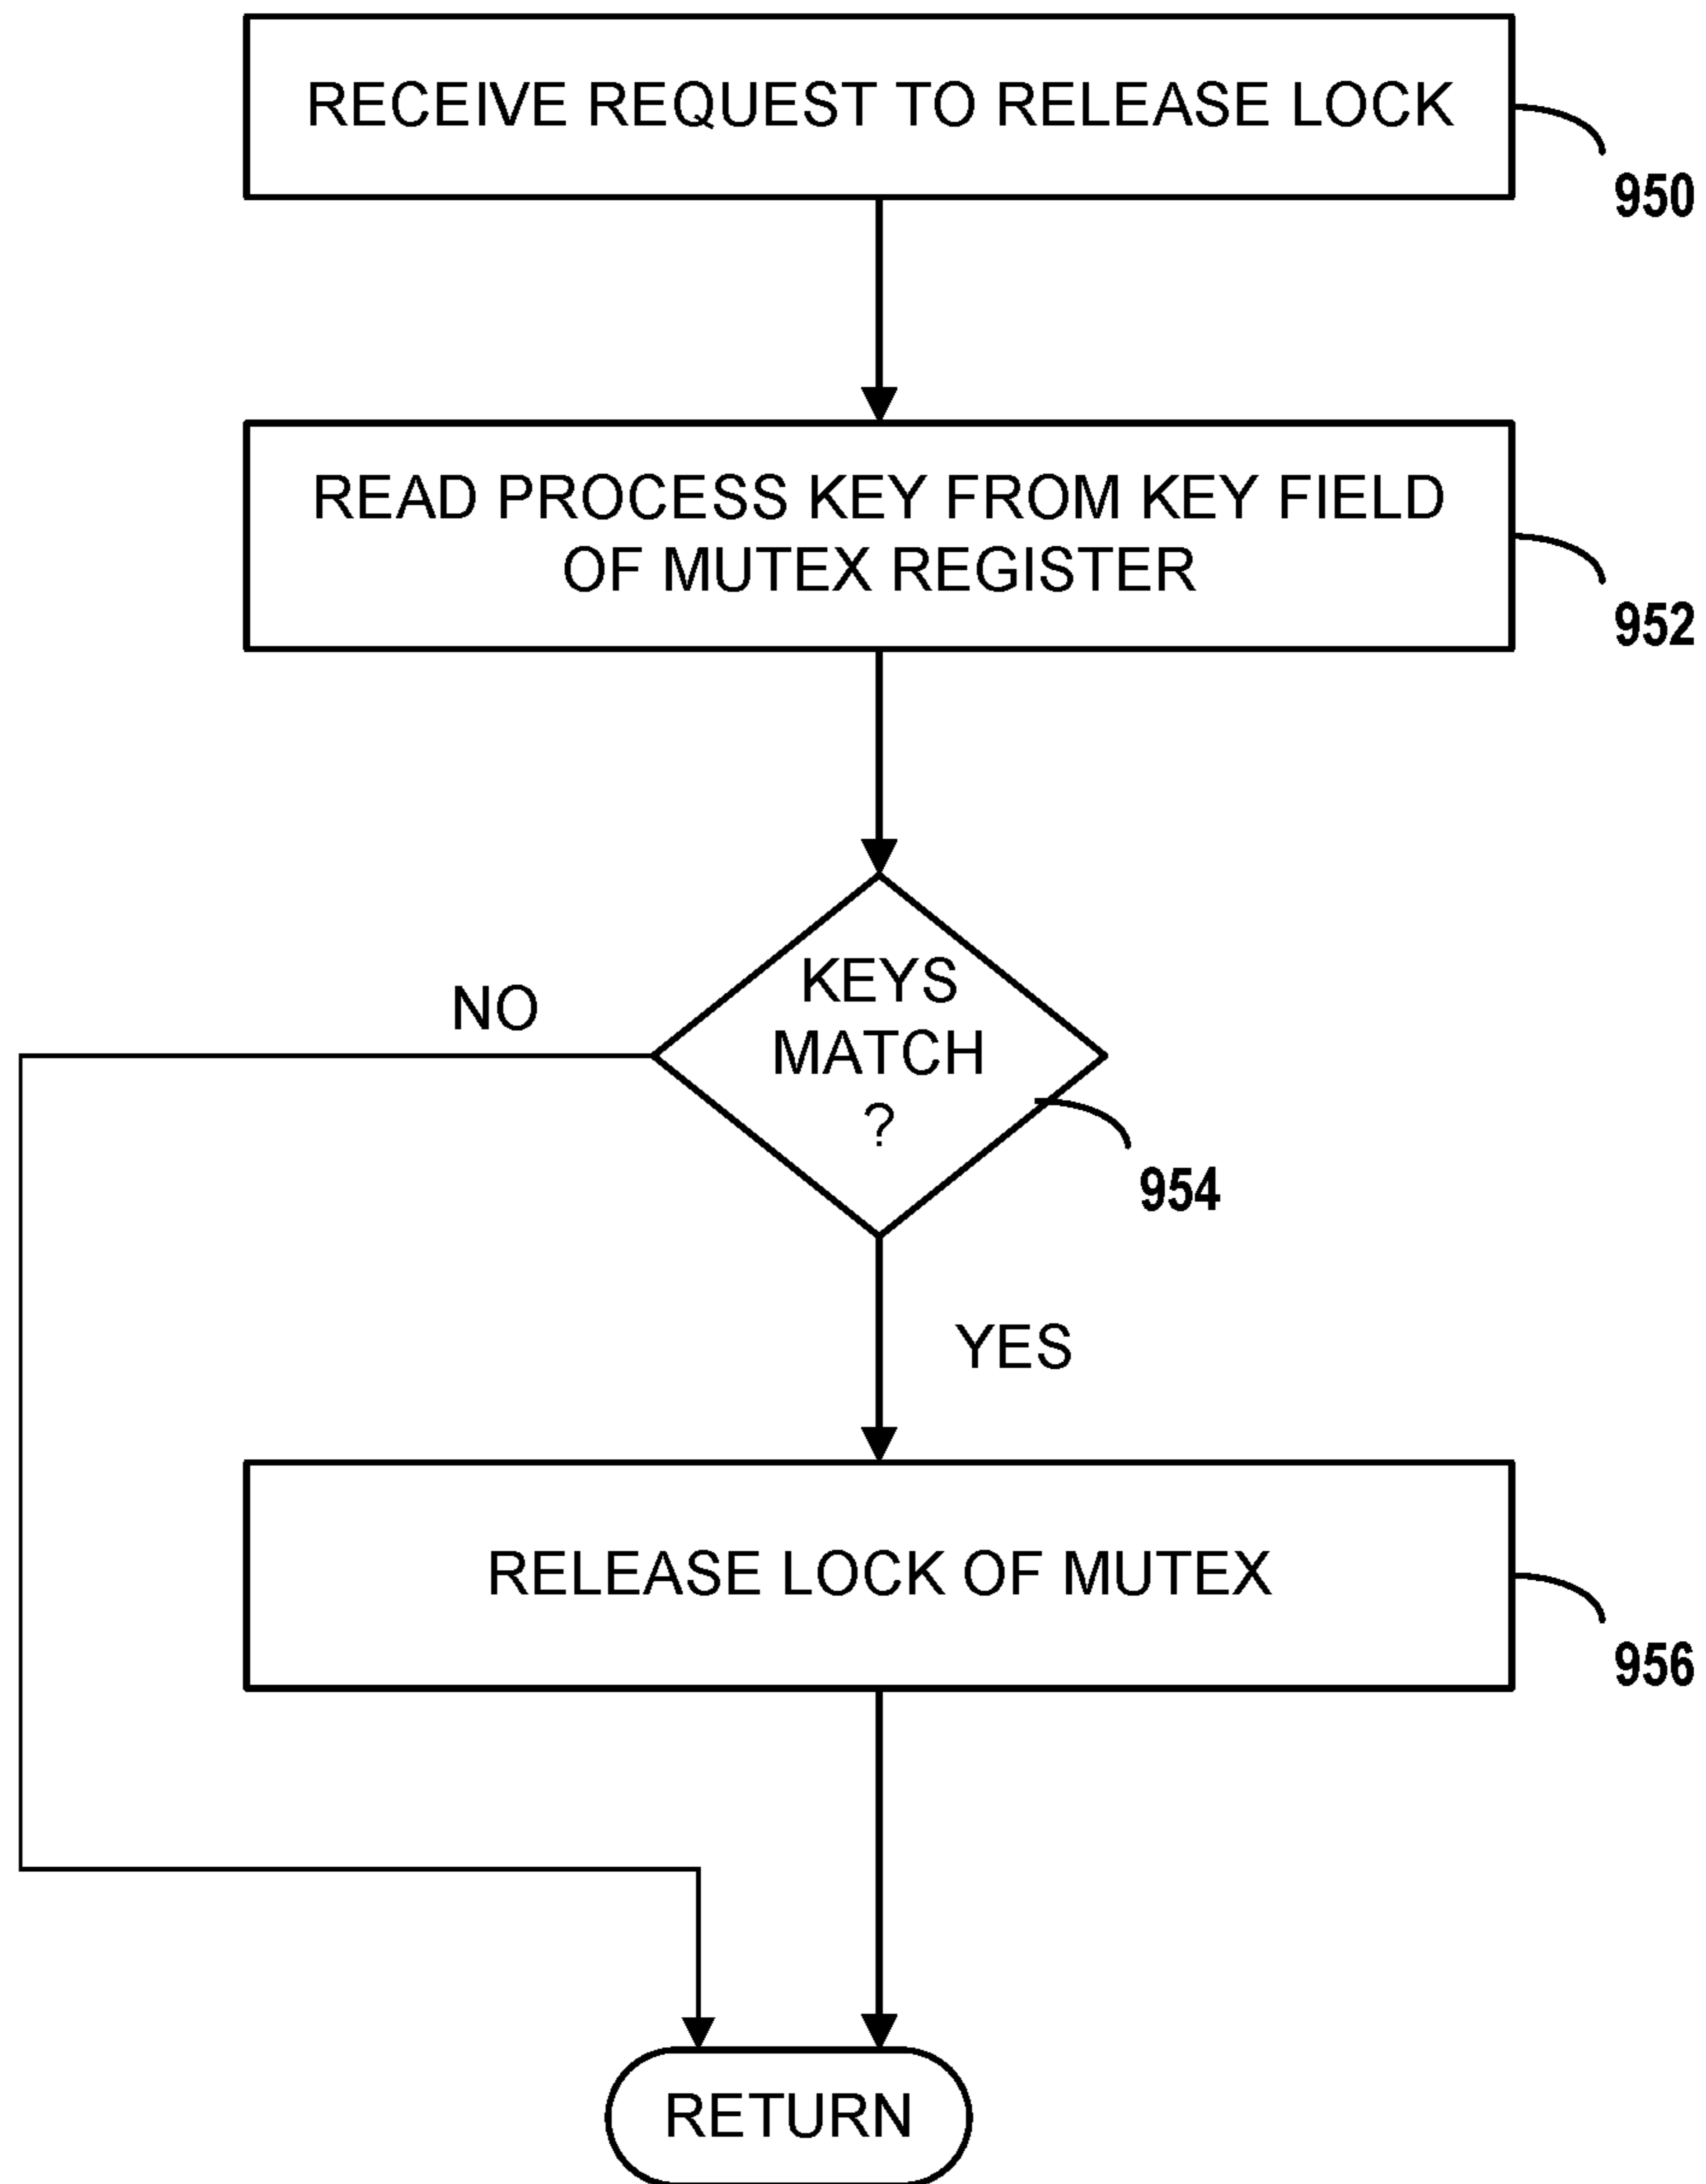 RECEIVE REQUEST TO RELEASE LOCK
950
READ PROCESS KEY FROM KEY FIELD
OF MUTEX REGISTER
952
KEYS
MATCH
?
NO
954
YES
RELEASE LOCK OF MUTEX
956
RETURN